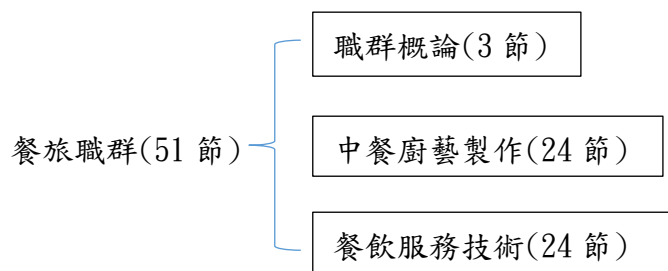 職群概論(3 節)
餐旅職群(51 節)
中餐廚藝製作(24 節)
餐飲服務技術(24 節)